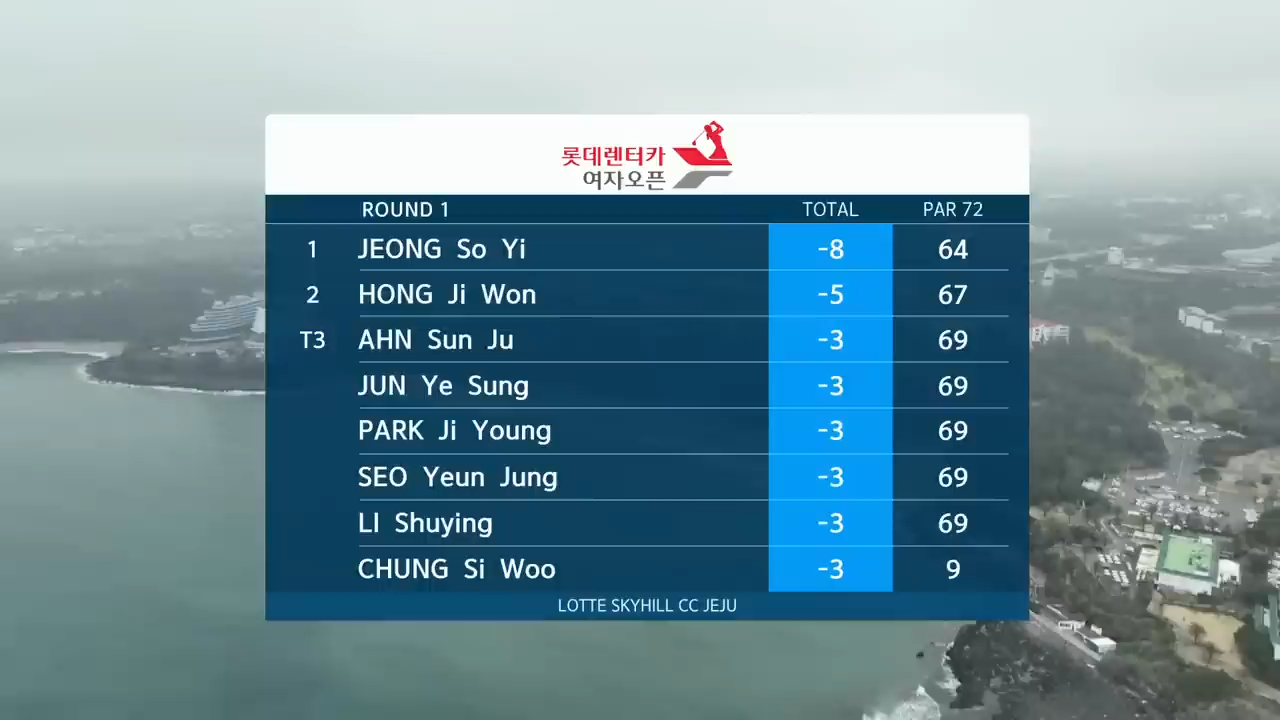 롯데렌터카
여자오픈
ROUND 1 TOTAL PAR 72
1 JEONG So Yi -8 64
2 HONG Ji Won -5 67
T3 AHN Sun Ju -3 69
JUN Ye Sung -3 69
PARK Ji Young -3 69
SEO Yeun Jung -3 69
LI Shuying -3 69
CHUNG Si Woo -3 9
LOTTE SKYHILL CC JEJU